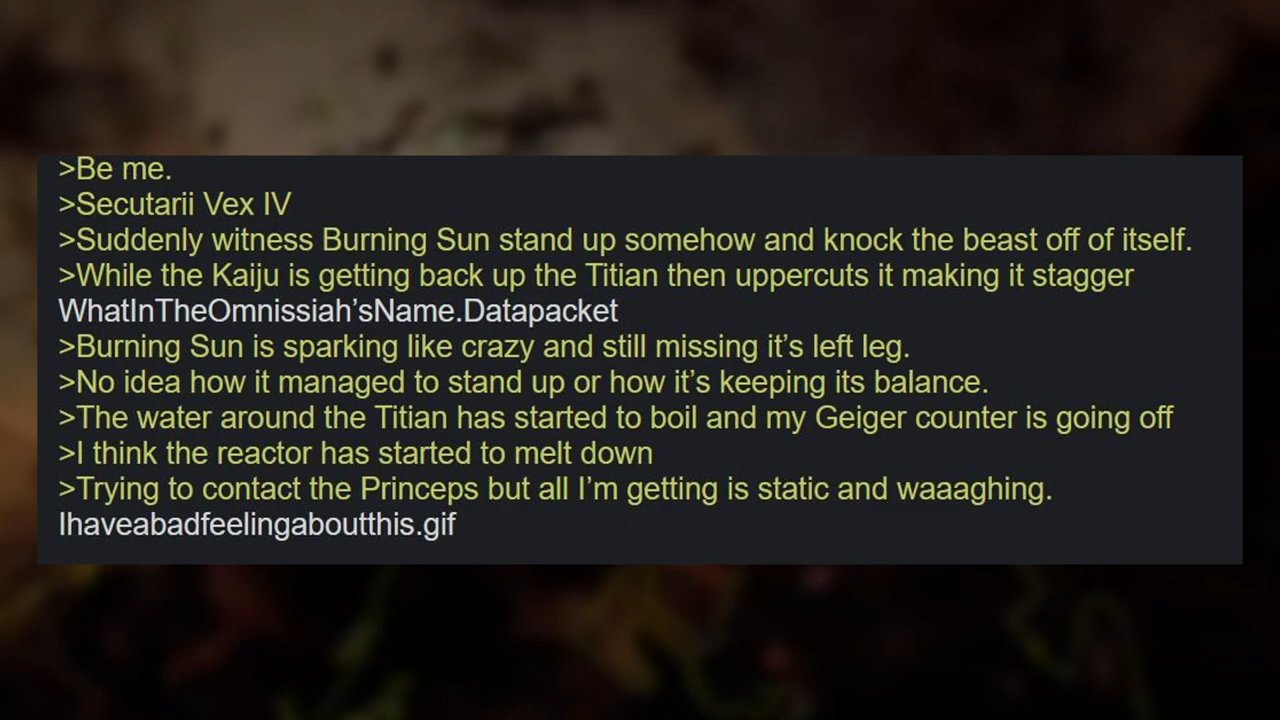 >Be me.
>Secutarii Vex IV
>Suddenly witness Burning Sun stand up somehow and knock the beast off of itself.
>While the Kaiju is getting back up the Titian then uppercuts it making it stagger
WhatInTheOmnissiah’sName.Datapacket
>Burning Sun is sparking like crazy and still missing it’s left leg.
>No idea how it managed to stand up or how it’s keeping its balance.
>The water around the Titian has started to boil and my Geiger counter is going off
>I think the reactor has started to melt down
>Trying to contact the Princeps but all I’m getting is static and waaaghing.
Ihaveabadfeelingaboutthis.gif